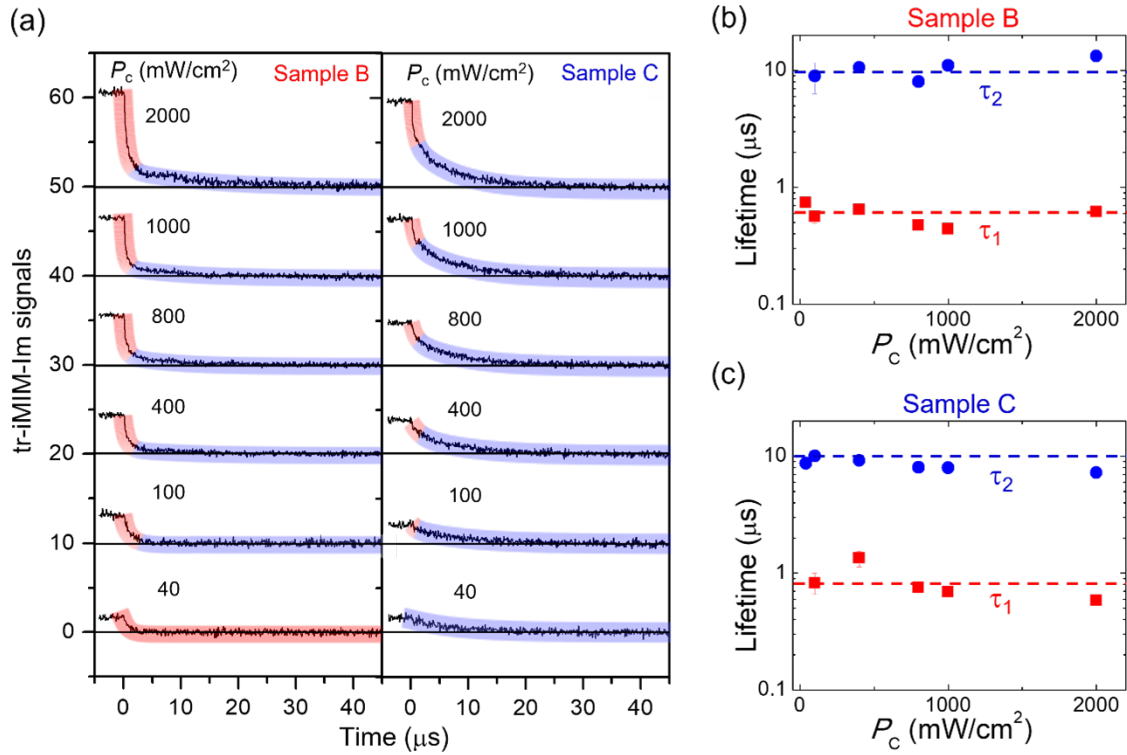 (a)
P_c (mW/cm²) Sample B
P_c (mW/cm²) Sample C
tr-iMIM-Im signals
60
50
40
30
20
10
0
2000
1000
800
400
100
40
2000
1000
800
400
100
40
0 10 20 30 40
0 10 20 30 40
Time (μs)
(b)
Sample B
Lifetime (μs)
10
1
0.1
τ₂
τ₁
0 1000 2000
P_c (mW/cm²)
(c)
Sample C
Lifetime (μs)
10
1
0.1
τ₂
τ₁
0 1000 2000
P_c (mW/cm²)